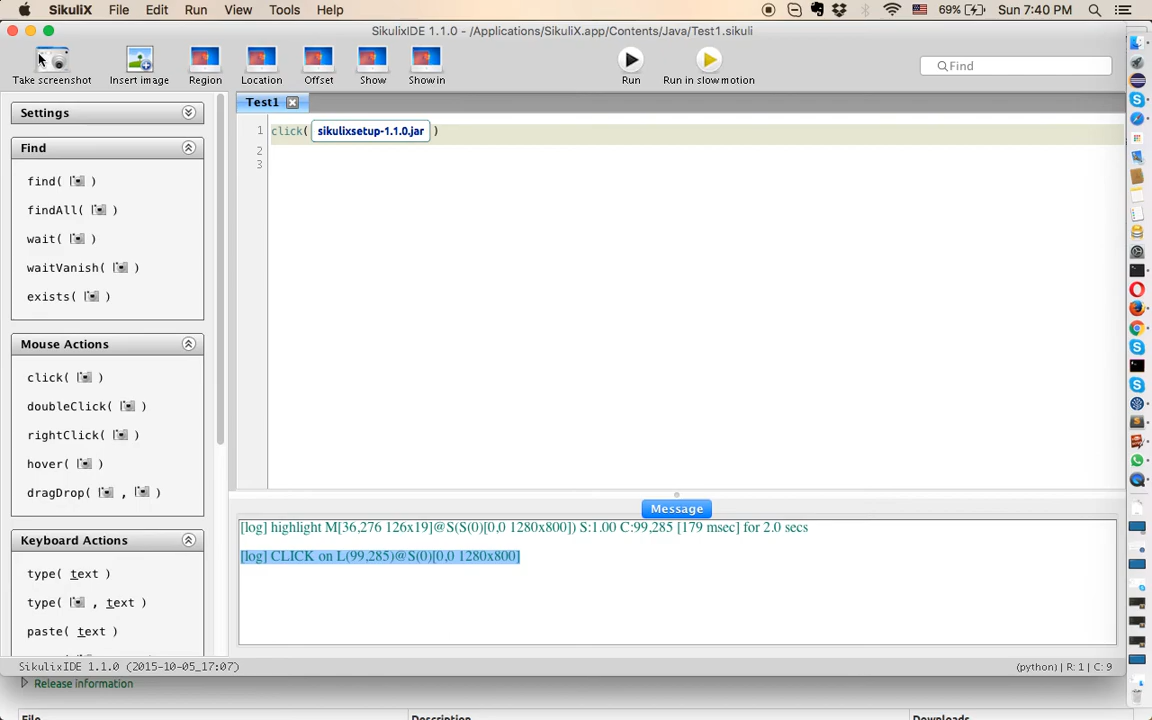 SikuliX File Edit Run View Tools Help 69% Sun 7:40 PM
SikulixIDE 1.1.0 - /Applications/SikuliX.app/Contents/Java/Test1.sikuli
Take screenshot Insert image Region Location Offset Show Show in Run Run in slow motion Find
Settings
Test1
Find
1 click( sikulixsetup-1.1.0.jar )
2
3
find( )
findAll( )
wait( )
waitVanish( )
exists( )
Mouse Actions
click( )
doubleClick( )
rightClick( )
hover( )
dragDrop( , )
Keyboard Actions
type( text )
type( , text )
paste( text )
Message
[log] highlight M[36,276 126x19]@S(S(0)[0,0 1280x800]) S:1.00 C:99,285 [179 msec] for 2.0 secs
[log] CLICK on L(99,285)@S(0)[0,0 1280x800]
SikulixIDE 1.1.0 (2015-10-05_17:07) (python) | R: 1 | C: 9
Release information
File Description Downloads